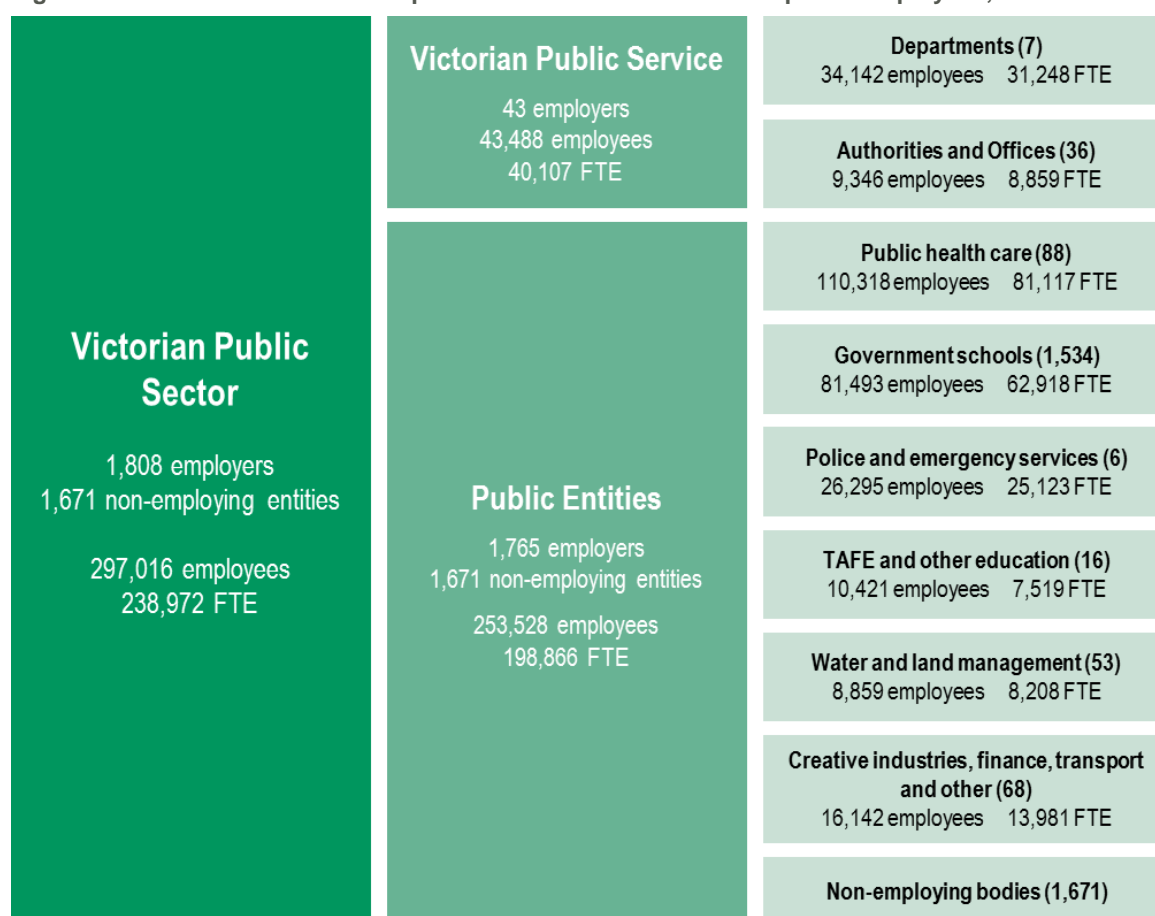 Victorian Public
Sector
1,808 employers
1,671 non-employing entities
297,016 employees
238,972 FTE
Victorian Public Service
43 employers
43,488 employees
40,107 FTE
Public Entities
1,765 employers
1,671 non-employing entities
253,528 employees
198,866 FTE
Departments (7)
34,142 employees 31,248 FTE
Authorities and Offices (36)
9,346 employees 8,859 FTE
Public health care (88)
110,318 employees 81,117 FTE
Government schools (1,534)
81,493 employees 62,918 FTE
Police and emergency services (6)
26,295 employees 25,123 FTE
TAFE and other education (16)
10,421 employees 7,519 FTE
Water and land management (53)
8,859 employees 8,208 FTE
Creative industries, finance, transport
and other (68)
16,142 employees 13,981 FTE
Non-employing bodies (1,671)